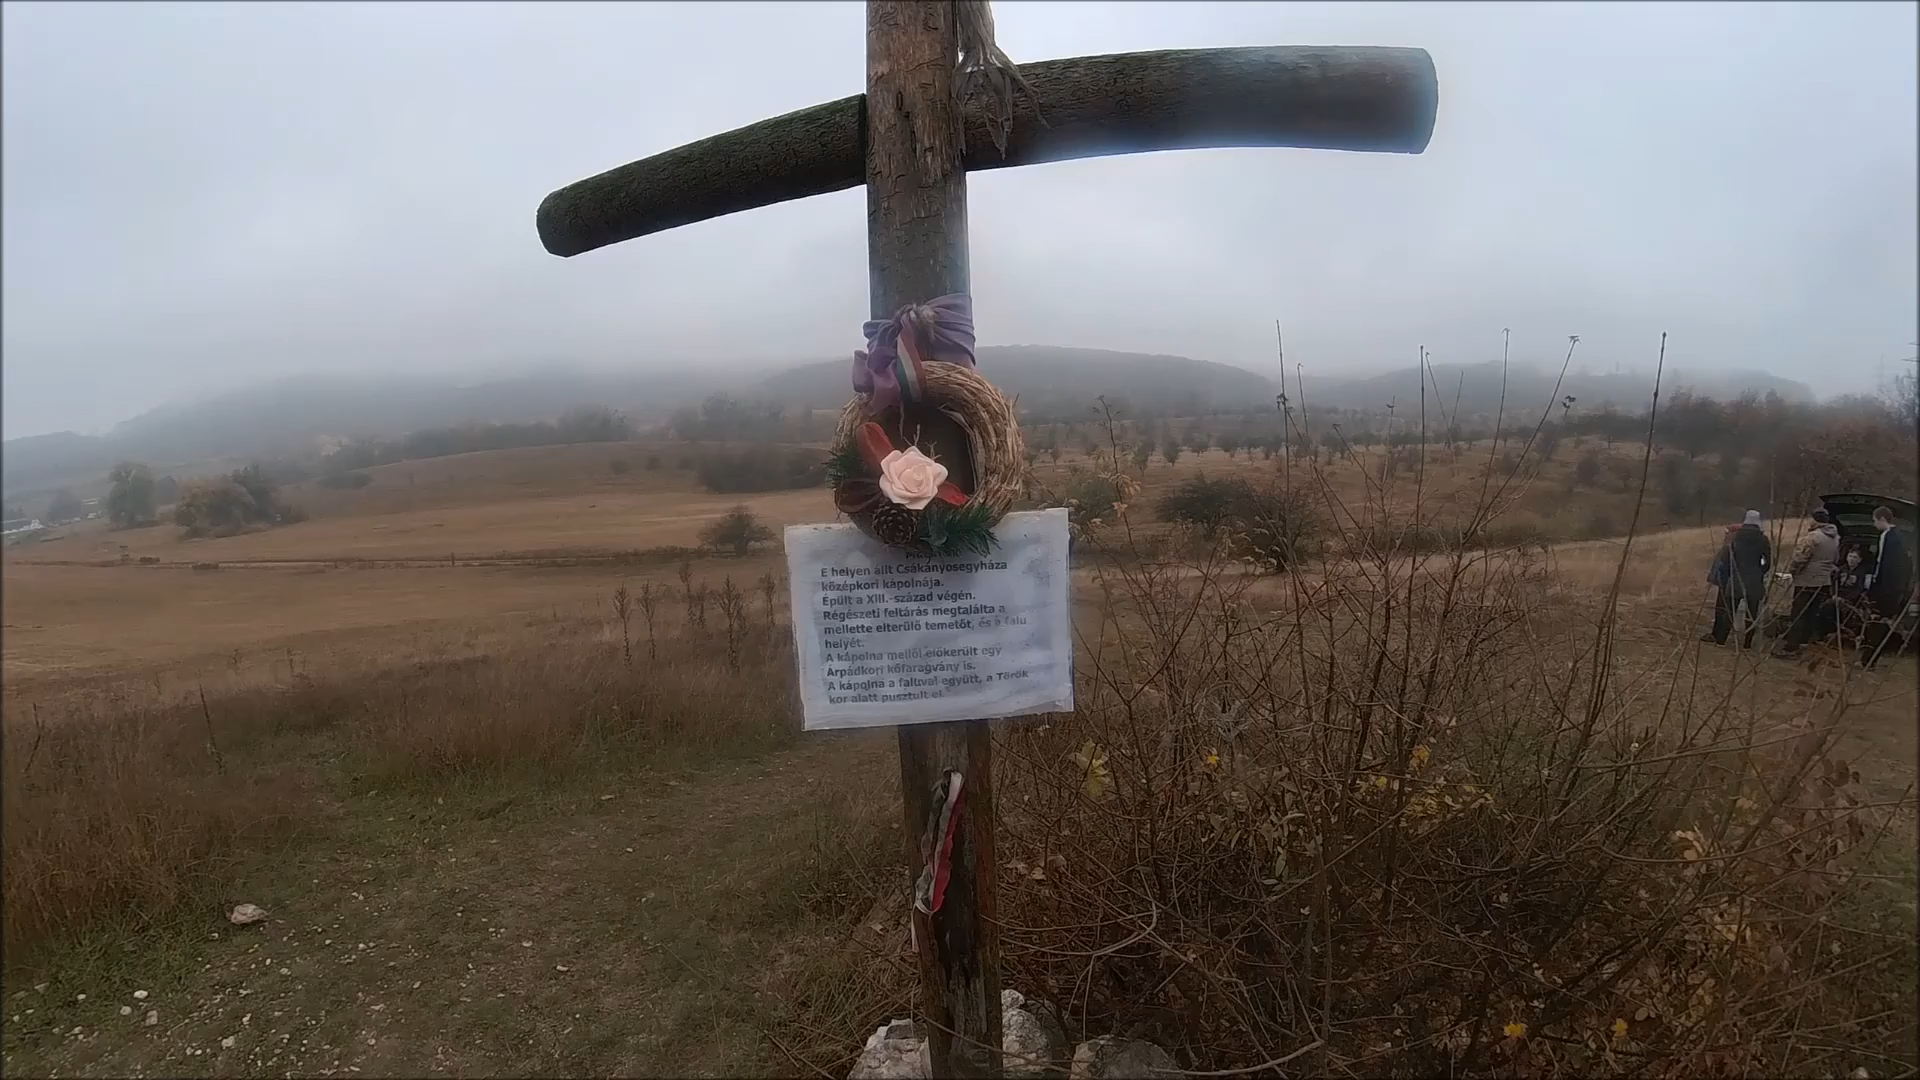 E helyen állt Csákányosegyháza
középkori kápolnája.
Épült a XIII.-század végén.
Régészeti feltárás megtalálta a
mellette elterülő temetőt, és a falu
helyét.
A kápolna mellől előkerült egy
Árpádkori kőfaragvány is.
A kápolna a faluval együtt, a Török
kor alatt pusztult el.